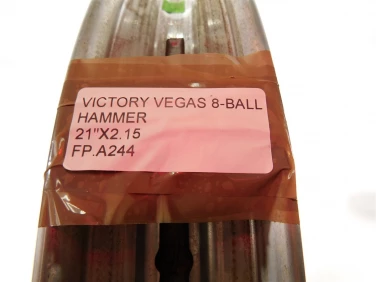 VICTORY VEGAS 8-BALL
HAMMER
21"X2.15
FP.A244